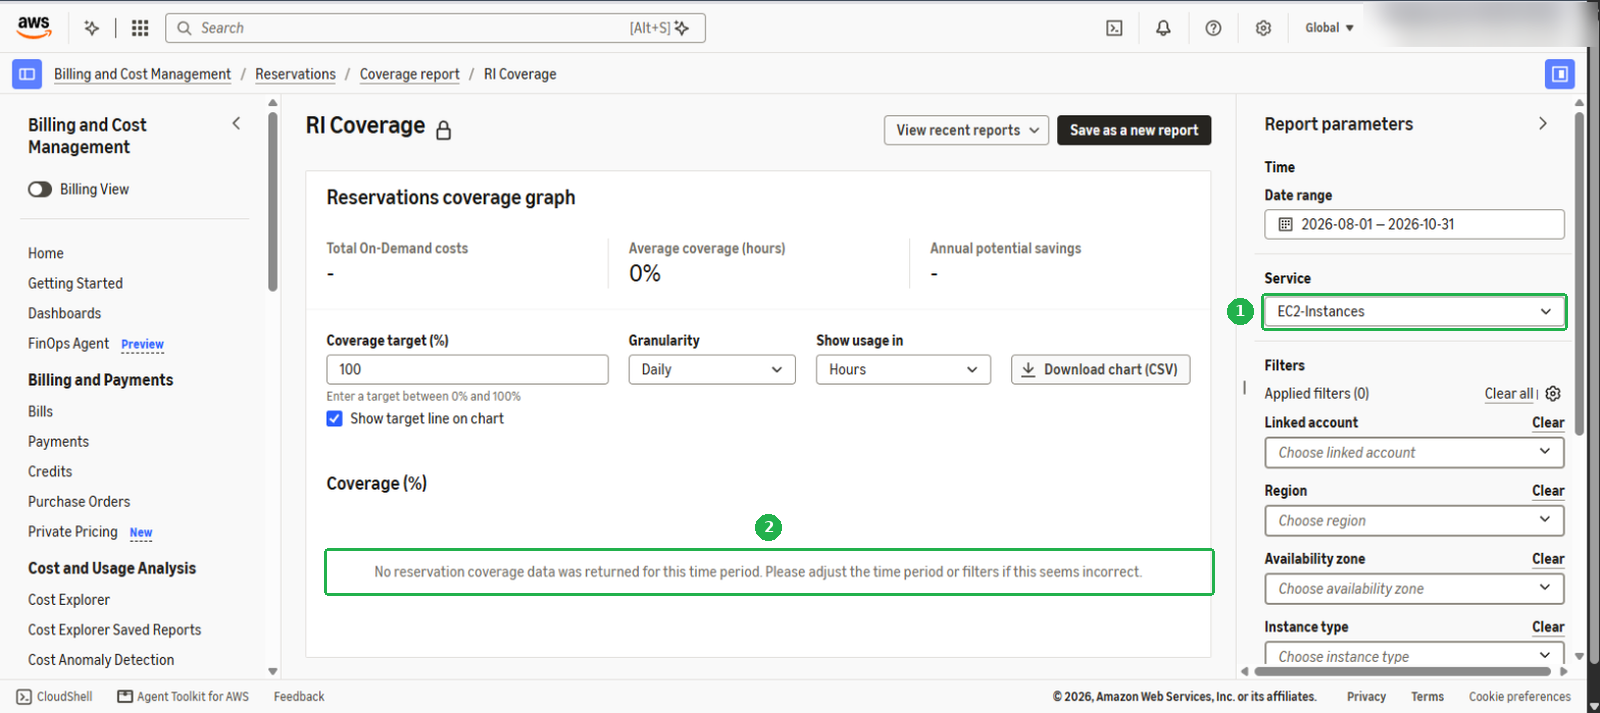 aws
Search
[Alt+S]
Global
Billing and Cost Management / Reservations / Coverage report / RI Coverage
Billing and Cost
Management
Billing View
Home
Getting Started
Dashboards
FinOps Agent Preview
Billing and Payments
Bills
Payments
Credits
Purchase Orders
Private Pricing New
Cost and Usage Analysis
Cost Explorer
Cost Explorer Saved Reports
Cost Anomaly Detection
RI Coverage
View recent reports
Save as a new report
Reservations coverage graph
Total On-Demand costs
-
Average coverage (hours)
0%
Annual potential savings
-
Coverage target (%)
100
Enter a target between 0% and 100%
Show target line on chart
Granularity
Daily
Show usage in
Hours
Download chart (CSV)
Coverage (%)
2
No reservation coverage data was returned for this time period. Please adjust the time period or filters if this seems incorrect.
Report parameters
Time
Date range
2026-08-01 – 2026-10-31
Service
1
EC2-Instances
Filters
Applied filters (0)
Clear all
Linked account Clear
Choose linked account
Region Clear
Choose region
Availability zone Clear
Choose availability zone
Instance type Clear
Choose instance type
CloudShell
Agent Toolkit for AWS
Feedback
© 2026, Amazon Web Services, Inc. or its affiliates.
Privacy
Terms
Cookie preferences